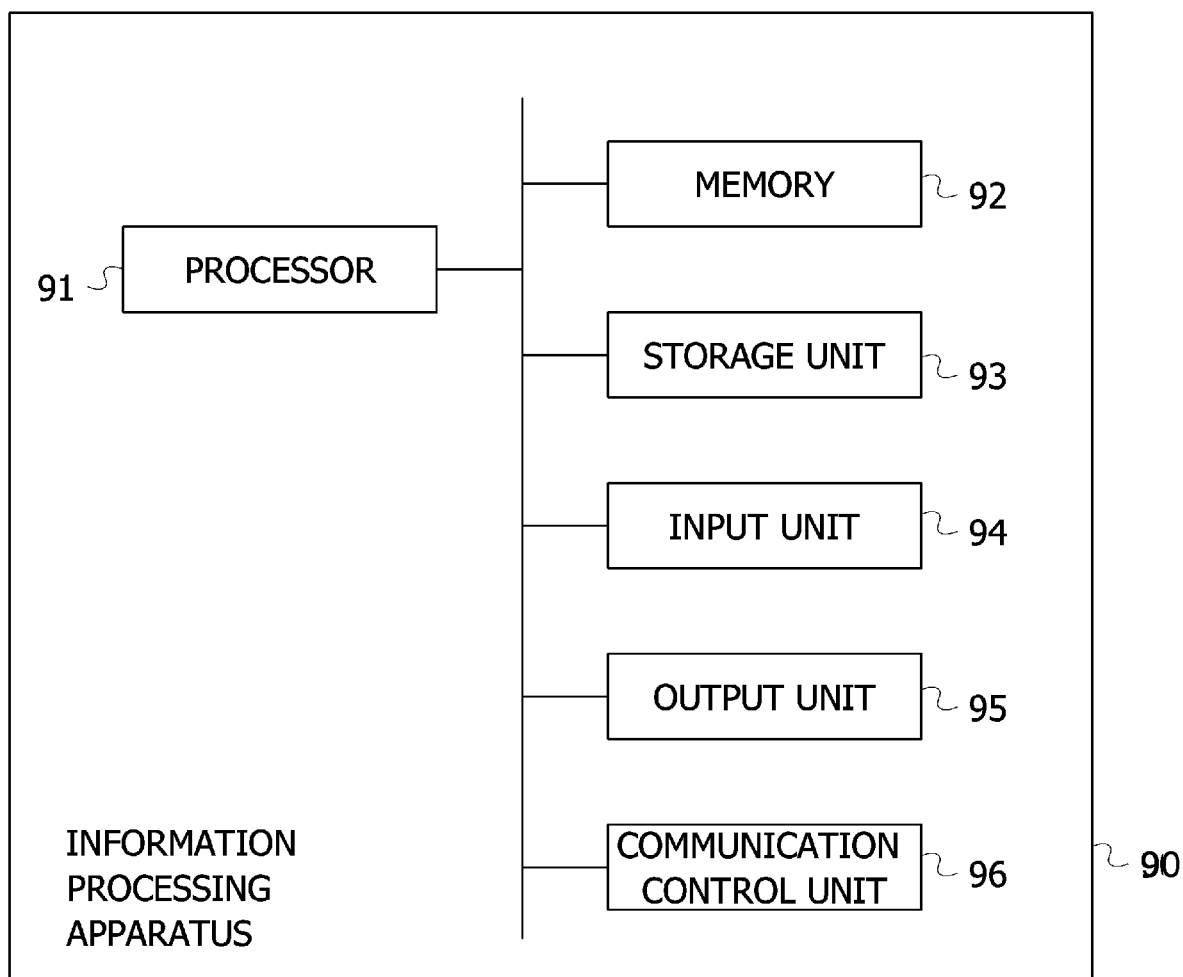 MEMORY
92
PROCESSOR
91
STORAGE UNIT
93
INPUT UNIT
94
OUTPUT UNIT
95
COMMUNICATION
CONTROL UNIT
96
90
INFORMATION
PROCESSING
APPARATUS